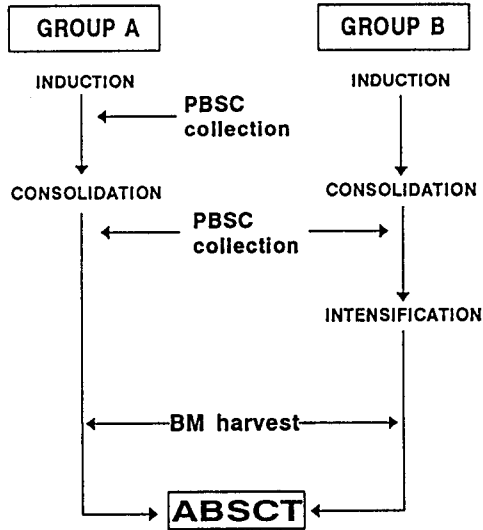 GROUP A
GROUP B
INDUCTION
INDUCTION
PBSC
collection
CONSOLIDATION
CONSOLIDATION
PBSC
collection
INTENSIFICATION
BM harvest
ABSCT